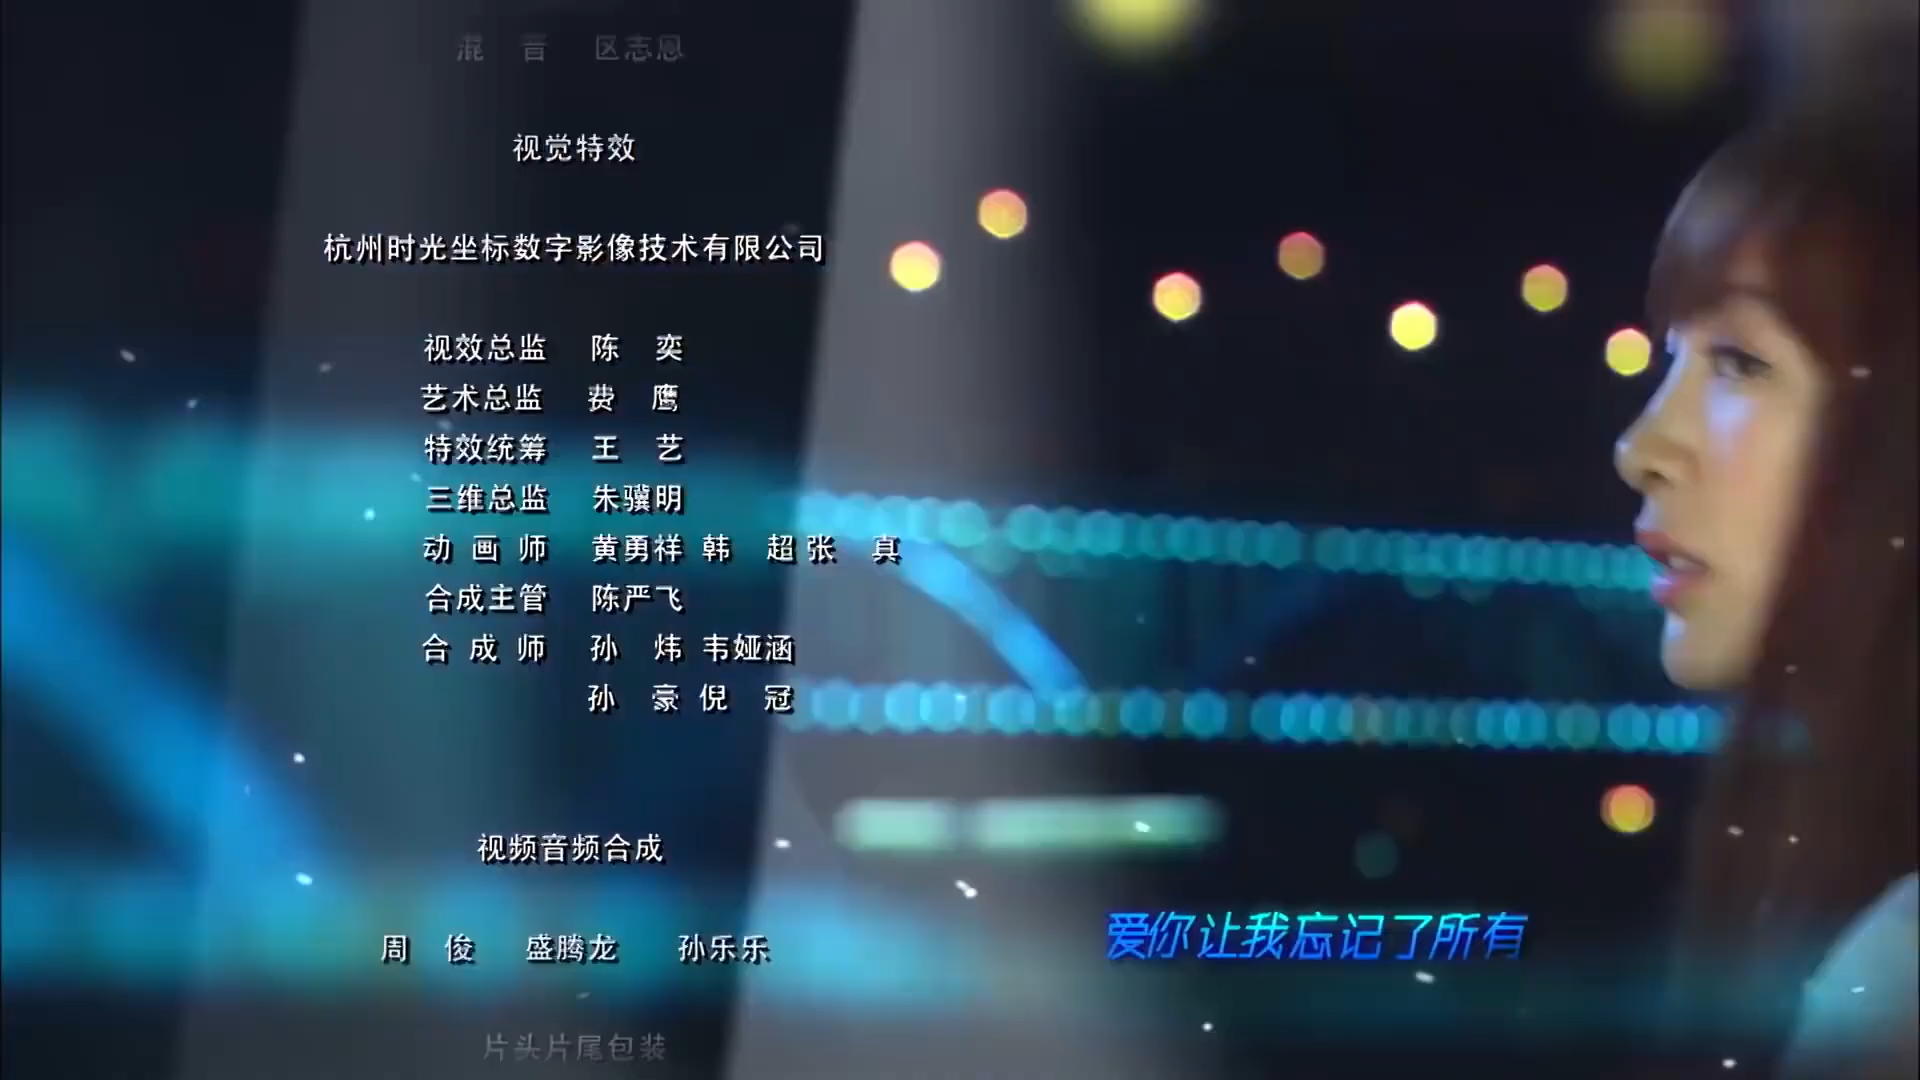 混 音 区志恩
视觉特效
杭州时光坐标数字影像技术有限公司
视效总监 陈 奕
艺术总监 费 鹰
特效统筹 王 艺
三维总监 朱骥明
动 画 师 黄勇祥 韩 超 张 真
合成主管 陈严飞
合 成 师 孙 炜 韦娅涵
孙 豪 倪 冠
视频音频合成
周 俊 盛腾龙 孙乐乐
爱你让我忘记了所有
片头片尾包装